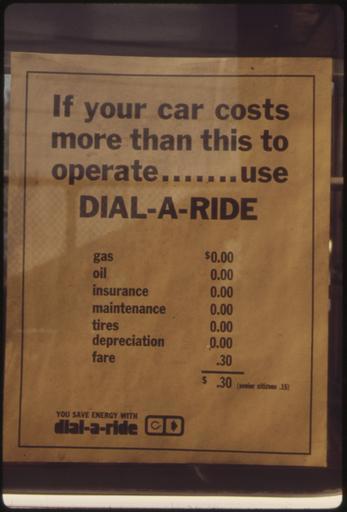 If your car costs
more than this to
operate.......use
DIAL-A-RIDE
gas $0.00
oil 0.00
insurance 0.00
maintenance 0.00
tires 0.00
depreciation 0.00
fare .30
$ .30 (senior citizens .15)
YOU SAVE ENERGY WITH
dial-a-ride